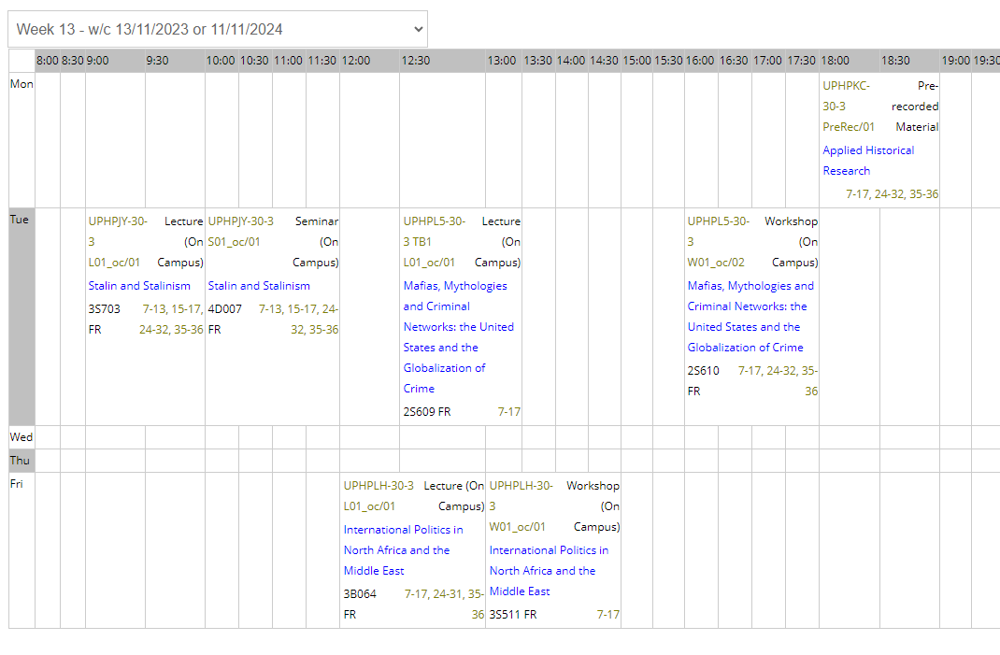 Week 13 - w/c 13/11/2023 or 11/11/2024
8:00 8:30 9:00 9:30 10:00 10:30 11:00 11:30 12:00 12:30 13:00 13:30 14:00 14:30 15:00 15:30 16:00 16:30 17:00 17:30 18:00 18:30 19:00 19:30
Mon
UPHPKC- Pre-
30-3 recorded
PreRec/01 Material
Applied Historical
Research
7-17, 24-32, 35-36
Tue
UPHPJY-30- Lecture
3 (On
L01_oc/01 Campus)
Stalin and Stalinism
3S703 7-13, 15-17,
FR 24-32, 35-36
UPHPJY-30-3 Seminar
S01_oc/01 (On
Campus)
Stalin and Stalinism
4D007 7-13, 15-17, 24-
FR 32, 35-36
UPHPL5-30- Lecture
3 TB1 (On
L01_oc/01 Campus)
Mafias, Mythologies
and Criminal
Networks: the United
States and the
Globalization of
Crime
2S609 FR 7-17
UPHPL5-30- Workshop
3 (On
W01_oc/02 Campus)
Mafias, Mythologies and
Criminal Networks: the
United States and the
Globalization of Crime
2S610 7-17, 24-32, 35-
FR 36
Wed
Thu
Fri
UPHPLH-30-3 Lecture (On
L01_oc/01 Campus)
International Politics in
North Africa and the
Middle East
3B064 7-17, 24-31, 35-
FR 36
UPHPLH-30- Workshop
3 (On
W01_oc/01 Campus)
International Politics in
North Africa and the
Middle East
3S511 FR 7-17